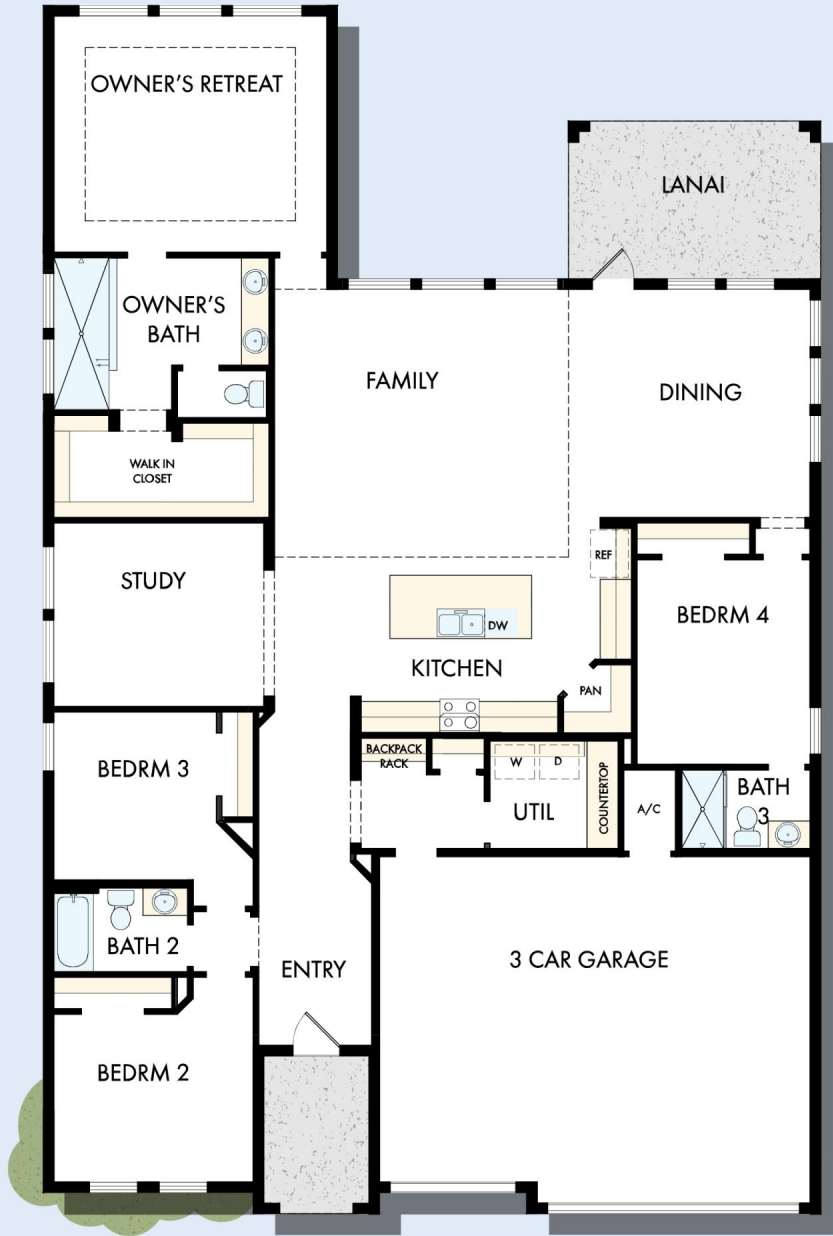 OWNER'S RETREAT
LANAI
OWNER'S
BATH
FAMILY
DINING
WALK IN
CLOSET
STUDY
REF
BEDRM 4
DW
KITCHEN
PAN
BEDRM 3
BACKPACK
RACK
W
D
UTIL
COUNTERTOP
A/C
BATH
3
BATH 2
ENTRY
3 CAR GARAGE
BEDRM 2